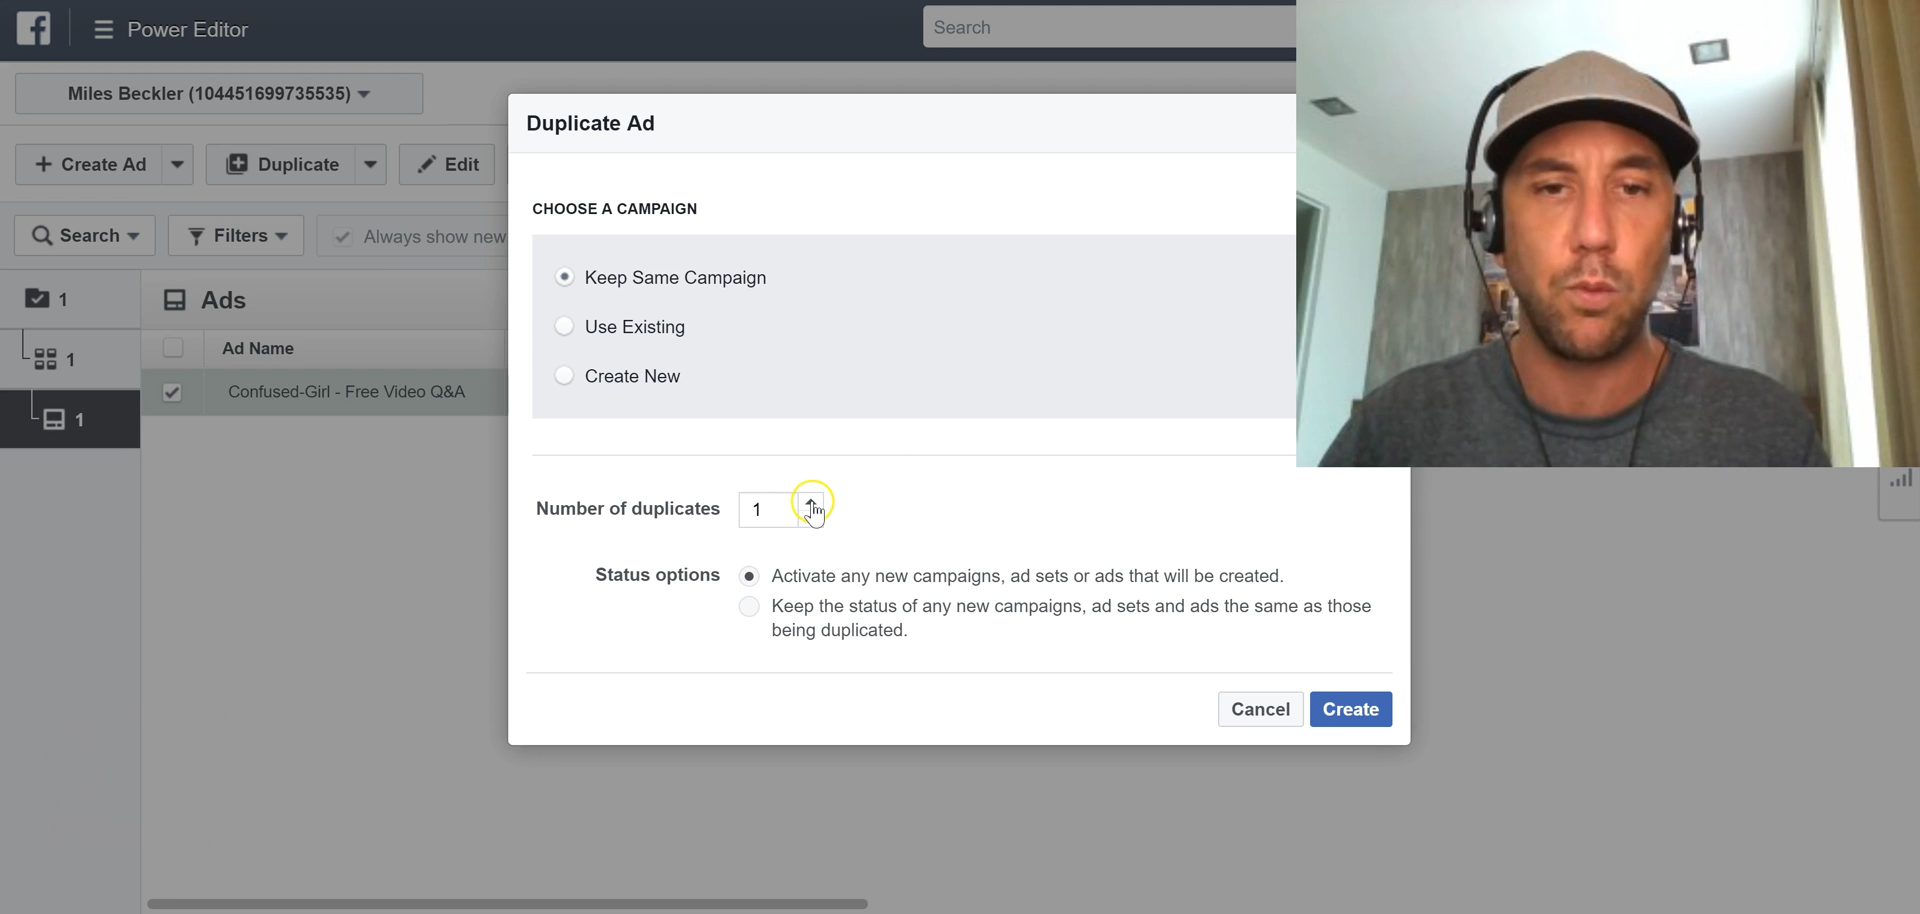 Power Editor
Search
Miles Beckler (104451699735535)
Duplicate Ad
Create Ad
Duplicate
Edit
CHOOSE A CAMPAIGN
Search
Filters
Always show new
Keep Same Campaign
1
Ads
Use Existing
Ad Name
1
Create New
Confused-Girl - Free Video Q&A
1
Number of duplicates 1
Status options Activate any new campaigns, ad sets or ads that will be created.
Keep the status of any new campaigns, ad sets and ads the same as those
being duplicated.
Cancel Create